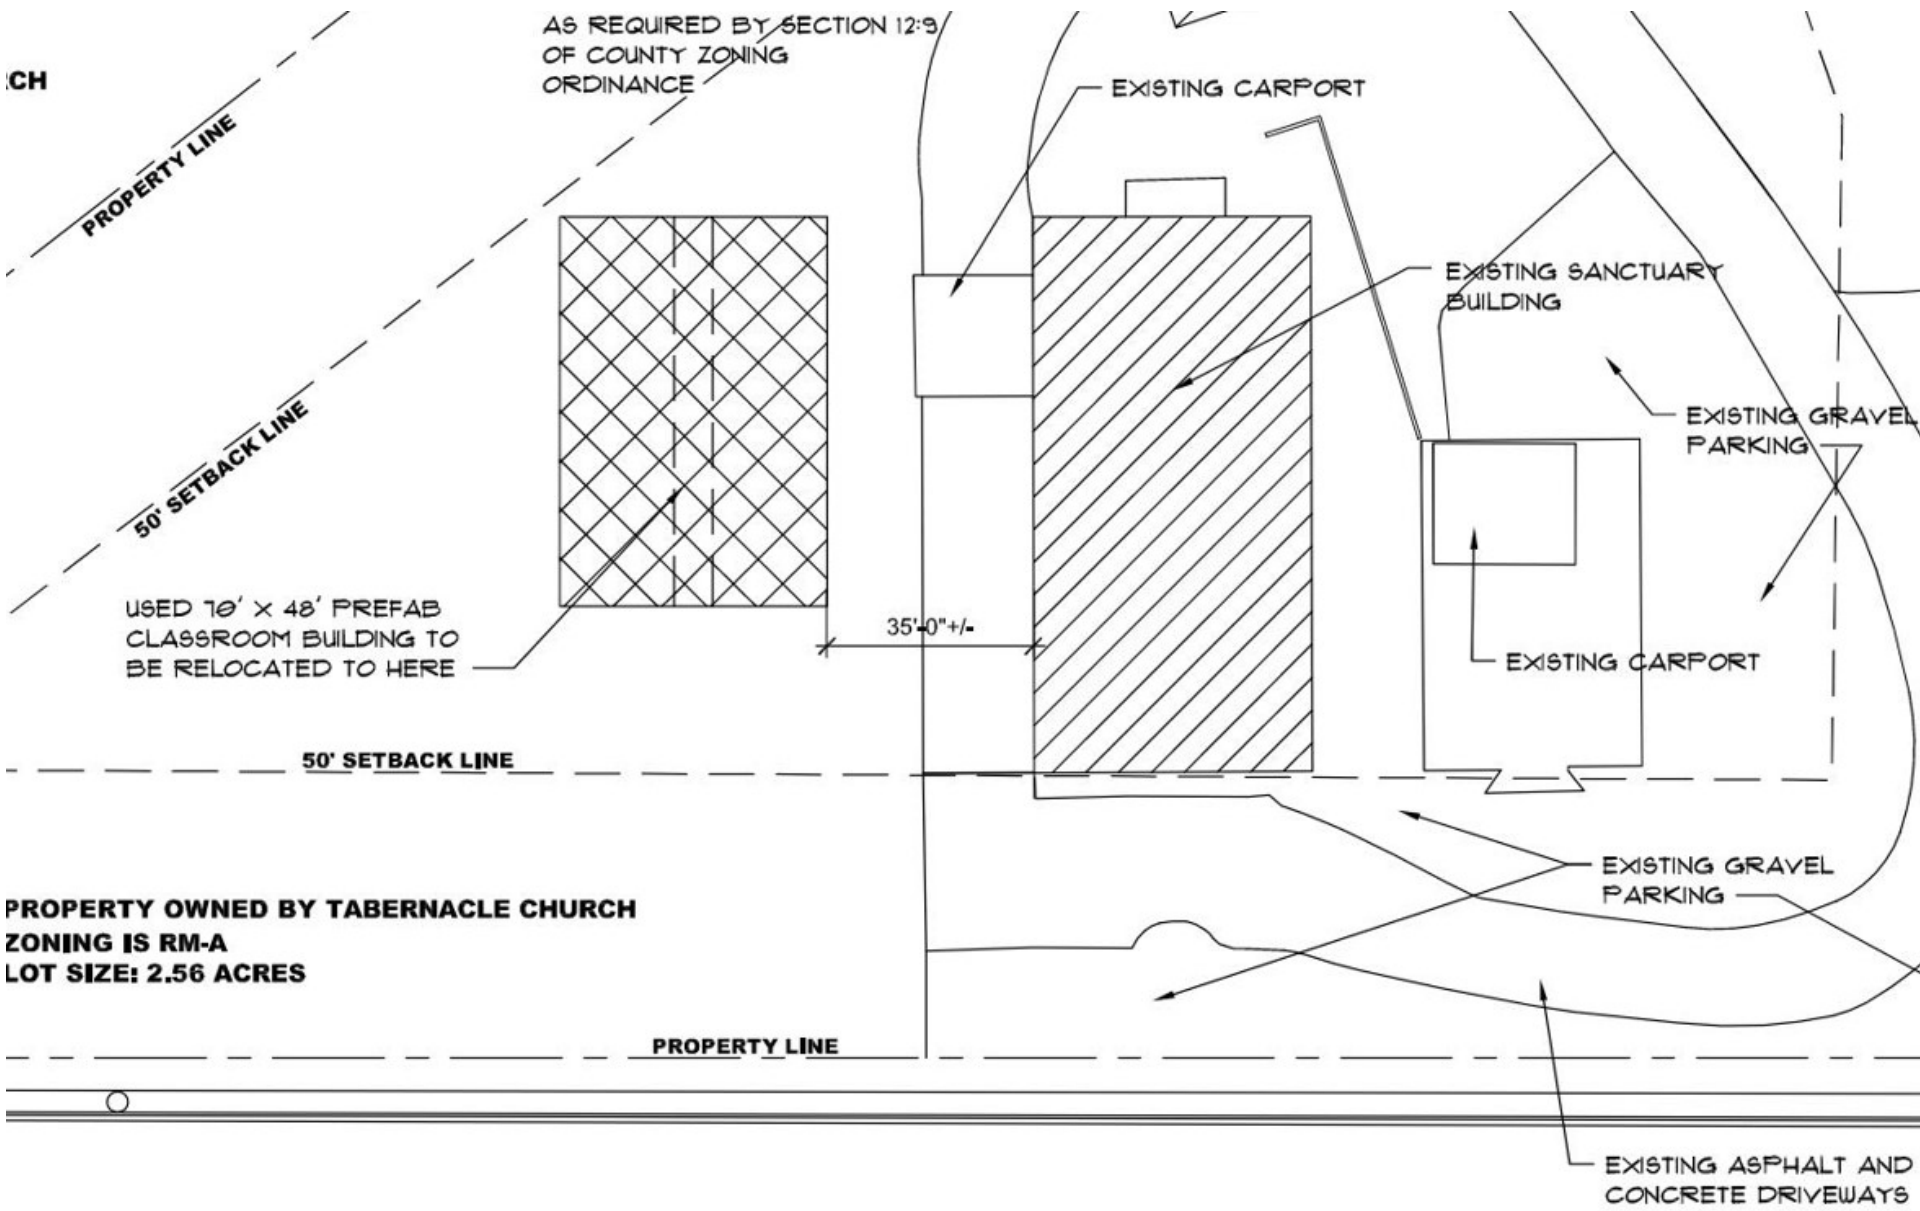 AS REQUIRED BY SECTION 12:9
OF COUNTY ZONING
ORDINANCE
CH
EXISTING CARPORT
PROPERTY LINE
EXISTING SANCTUARY
BUILDING
EXISTING GRAVEL
PARKING
50' SETBACK LINE
USED 70' X 48' PREFAB
CLASSROOM BUILDING TO
BE RELOCATED TO HERE
35'-0"+/-
EXISTING CARPORT
50' SETBACK LINE
EXISTING GRAVEL
PARKING
PROPERTY OWNED BY TABERNACLE CHURCH
ZONING IS RM-A
LOT SIZE: 2.56 ACRES
PROPERTY LINE
EXISTING ASPHALT AND
CONCRETE DRIVEWAYS